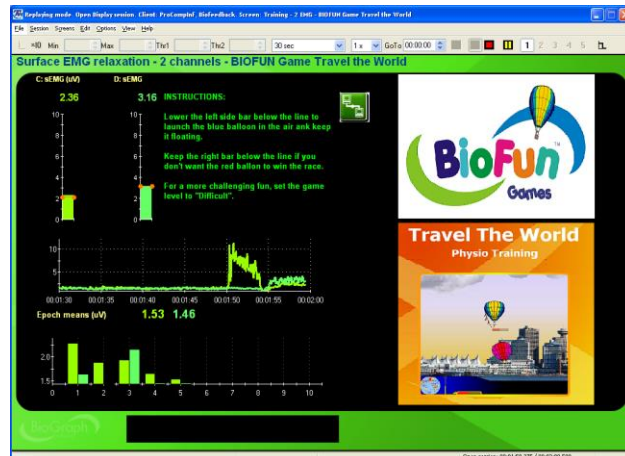 Replaying mode. Open Display session. Client: ProCompInf , Biofeedback. Screen: Training - 2 EMG - BIOFUN Game Travel the World
File Session Screens Edit Options View Help
×10 Min Max Thr1 Thr2 30 sec 1 x GoTo 00:00:00 1 2 3 4 5
Surface EMG relaxation - 2 channels - BIOFUN Game Travel the World
C: sEMG (uV) D: sEMG
2.36 3.16
10 10
8 8
6 6
4 4
2 2
0 0
INSTRUCTIONS:
Lower the left side bar below the line to
launch the blue balloon in the air ank keep
it floating.
Keep the right bar below the line if you
don't want the red ballon to win the race.
For a more challenging fun, set the game
level to "Difficult".
10
5
00:01:30 00:01:35 00:01:40 00:01:45 00:01:50 00:01:55 00:02:00
Epoch means (uV) 1.53 1.46
2.0
1.5
0 1 2 3 4 5 6 7 8 9 10
BioFun
TM
Games
Travel The World
Physio Training
BioGraph